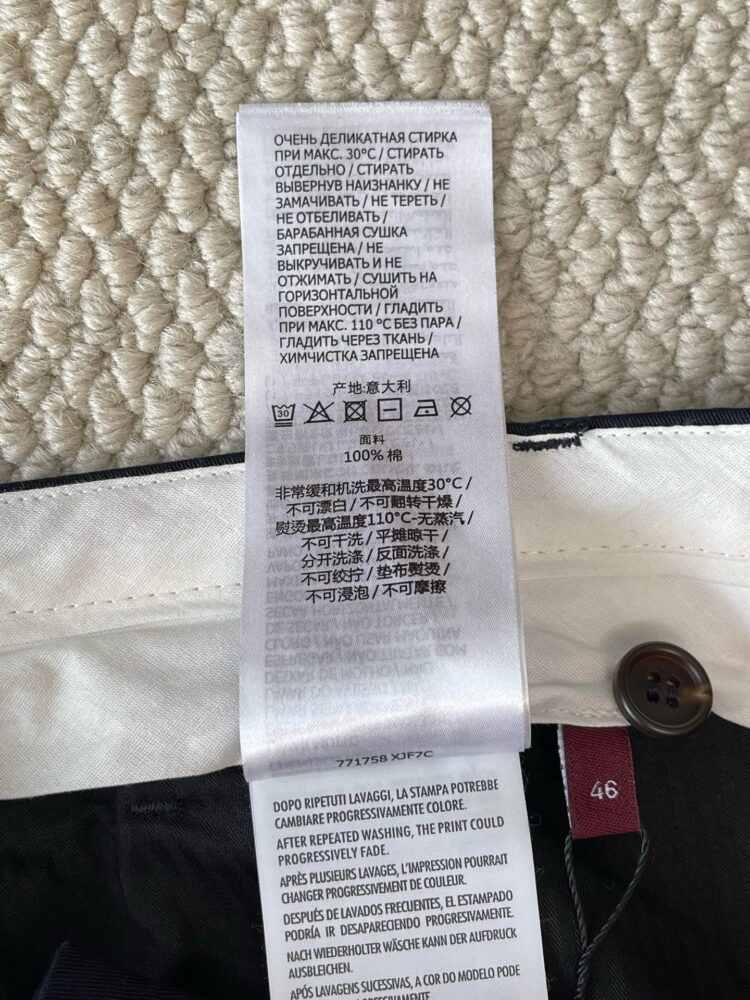 ОЧЕНЬ ДЕЛИКАТНАЯ СТИРКА
ПРИ МАКС. 30°C / СТИРАТЬ
ОТДЕЛЬНО / СТИРАТЬ
ВЫВЕРНУВ НАИЗНАНКУ / НЕ
ЗАМАЧИВАТЬ / НЕ ТЕРЕТЬ /
НЕ ОТБЕЛИВАТЬ /
БАРАБАННАЯ СУШКА
ЗАПРЕЩЕНА / НЕ
ВЫКРУЧИВАТЬ И НЕ
ОТЖИМАТЬ / СУШИТЬ НА
ГОРИЗОНТАЛЬНОЙ
ПОВЕРХНОСТИ / ГЛАДИТЬ
ПРИ МАКС. 110 °C БЕЗ ПАРА /
ГЛАДИТЬ ЧЕРЕЗ ТКАНЬ /
ХИМЧИСТКА ЗАПРЕЩЕНА
产地:意大利
30
面料
100% 棉
非常缓和机洗最高温度30°C /
不可漂白 / 不可翻转干燥 /
熨烫最高温度110°C-无蒸汽 /
不可干洗 / 平摊晾干 /
分开洗涤 / 反面洗涤 /
不可绞拧 / 垫布熨烫 /
不可浸泡 / 不可摩擦
771758 XJF7C
46
DOPO RIPETUTI LAVAGGI, LA STAMPA POTREBBE
CAMBIARE PROGRESSIVAMENTE COLORE.
AFTER REPEATED WASHING, THE PRINT COULD
PROGRESSIVELY FADE.
APRÈS PLUSIEURS LAVAGES, L'IMPRESSION POURRAIT
CHANGER PROGRESSIVEMENT DE COULEUR.
DESPUÉS DE LAVADOS FRECUENTES, EL ESTAMPADO
PODRÍA IR DESAPARECIENDO PROGRESIVAMENTE.
NACH WIEDERHOLTER WÄSCHE KANN DER AUFDRUCK
AUSBLEICHEN.
APÓS LAVAGENS SUCESSIVAS, A COR DO MODELO PODE